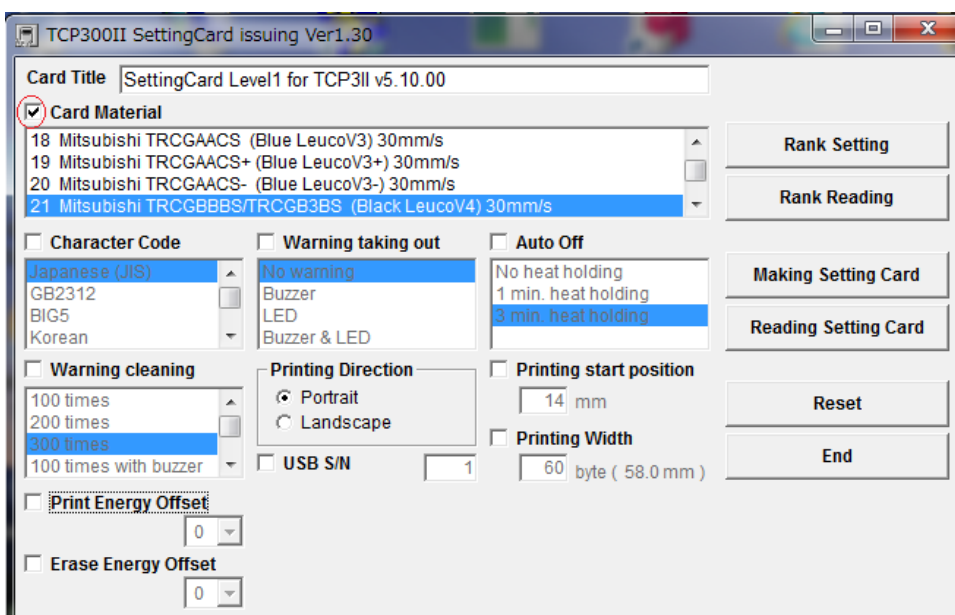 TCP300II SettingCard issuing Ver1.30
Card Title SettingCard Level1 for TCP3II v5.10.00
Card Material
18 Mitsubishi TRCGAACS (Blue LeucoV3) 30mm/s
19 Mitsubishi TRCGAACS+ (Blue LeucoV3+) 30mm/s
20 Mitsubishi TRCGAACS- (Blue LeucoV3-) 30mm/s
21 Mitsubishi TRCGBBBS/TRCGB3BS (Black LeucoV4) 30mm/s
Rank Setting
Rank Reading
Character Code
Japanese (JIS)
GB2312
BIG5
Korean
Warning taking out
No warning
Buzzer
LED
Buzzer & LED
Auto Off
No heat holding
1 min. heat holding
3 min. heat holding
Making Setting Card
Reading Setting Card
Warning cleaning
100 times
200 times
300 times
100 times with buzzer
Printing Direction
Portrait
Landscape
USB S/N 1
Printing start position
14 mm
Printing Width
60 byte ( 58.0 mm )
Reset
End
Print Energy Offset
0
Erase Energy Offset
0